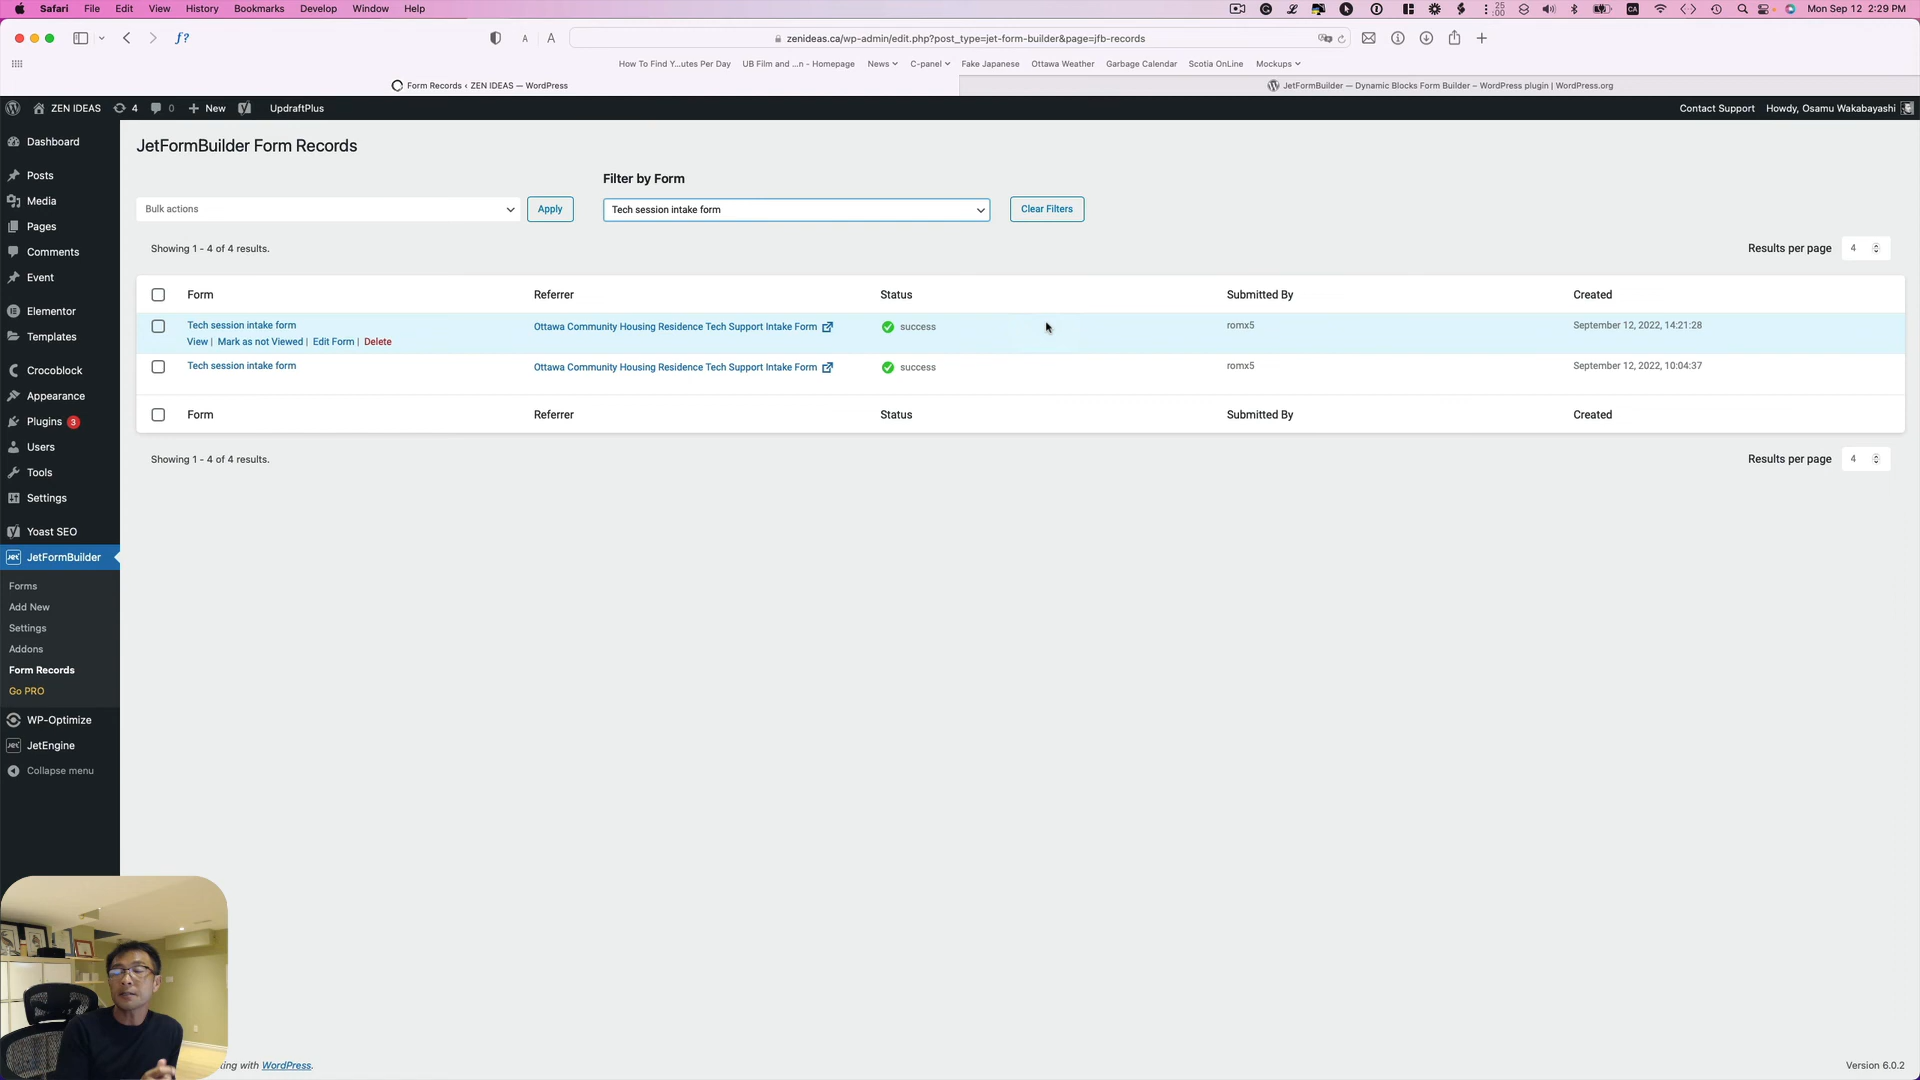 Safari File Edit View History Bookmarks Develop Window Help
25
:00
CA
Mon Sep 12 2:29 PM
A A
zenideas.ca/wp-admin/edit.php?post_type=jet-form-builder&page=jfb-records
How To Find Y...utes Per Day UB Film and ...n - Homepage News C-panel Fake Japanese Ottawa Weather Garbage Calendar Scotia OnLine Mockups
Form Records ‹ ZEN IDEAS — WordPress
JetFormBuilder — Dynamic Blocks Form Builder – WordPress plugin | WordPress.org
ZEN IDEAS 4 0 New UpdraftPlus
Contact Support Howdy, Osamu Wakabayashi
Dashboard
Posts
Media
Pages
Comments
Event
Elementor
Templates
Crocoblock
Appearance
Plugins 3
Users
Tools
Settings
Yoast SEO
JetFormBuilder
Forms
Add New
Settings
Addons
Form Records
Go PRO
WP-Optimize
JetEngine
Collapse menu
JetFormBuilder Form Records
Filter by Form
Bulk actions Apply Tech session intake form Clear Filters
Showing 1 - 4 of 4 results. Results per page 4
Form Referrer Status Submitted By Created
Tech session intake form Ottawa Community Housing Residence Tech Support Intake Form success romx5 September 12, 2022, 14:21:28
View | Mark as not Viewed | Edit Form | Delete
Tech session intake form Ottawa Community Housing Residence Tech Support Intake Form success romx5 September 12, 2022, 10:04:37
Form Referrer Status Submitted By Created
Showing 1 - 4 of 4 results. Results per page 4
ting with WordPress.
Version 6.0.2